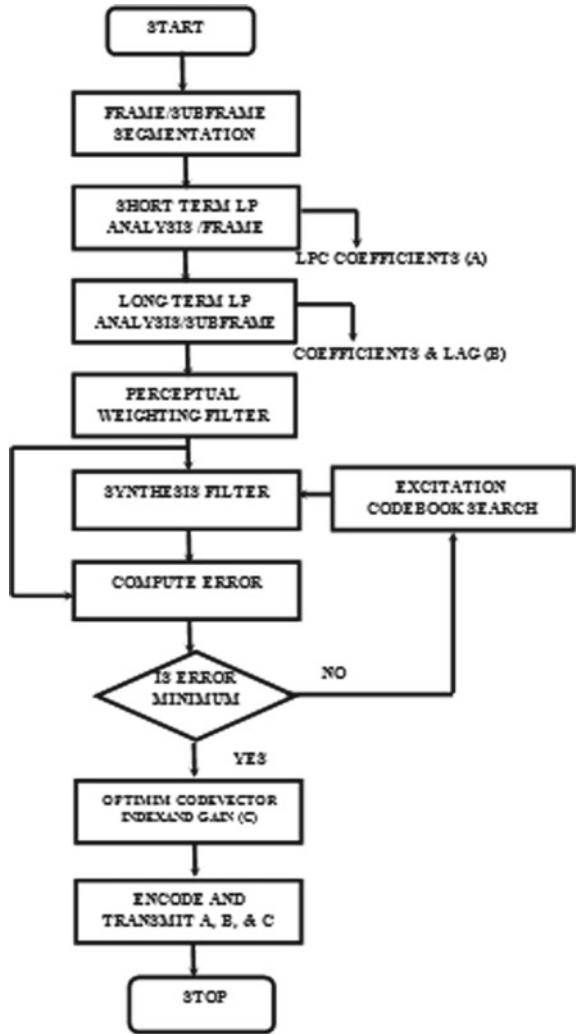 START
FRAME/SUBFRAME
SEGMENTATION
SHORT TERM LP
ANALYSIS /FRAME
LPC COEFFICIENTS (A)
LONG TERM LP
ANALYSIS/SUBFRAME
COEFFICIENTS & LAG (B)
PERCEPTUAL
WEIGHTING FILTER
SYNTHESIS FILTER
EXCITATION
CODEBOOK SEARCH
COMPUTE ERROR
IS ERROR
MINIMUM
NO
YES
OPTIMIM CODEVECTOR
INDEXAND GAIN (C)
ENCODE AND
TRANSMIT A, B, & C
STOP